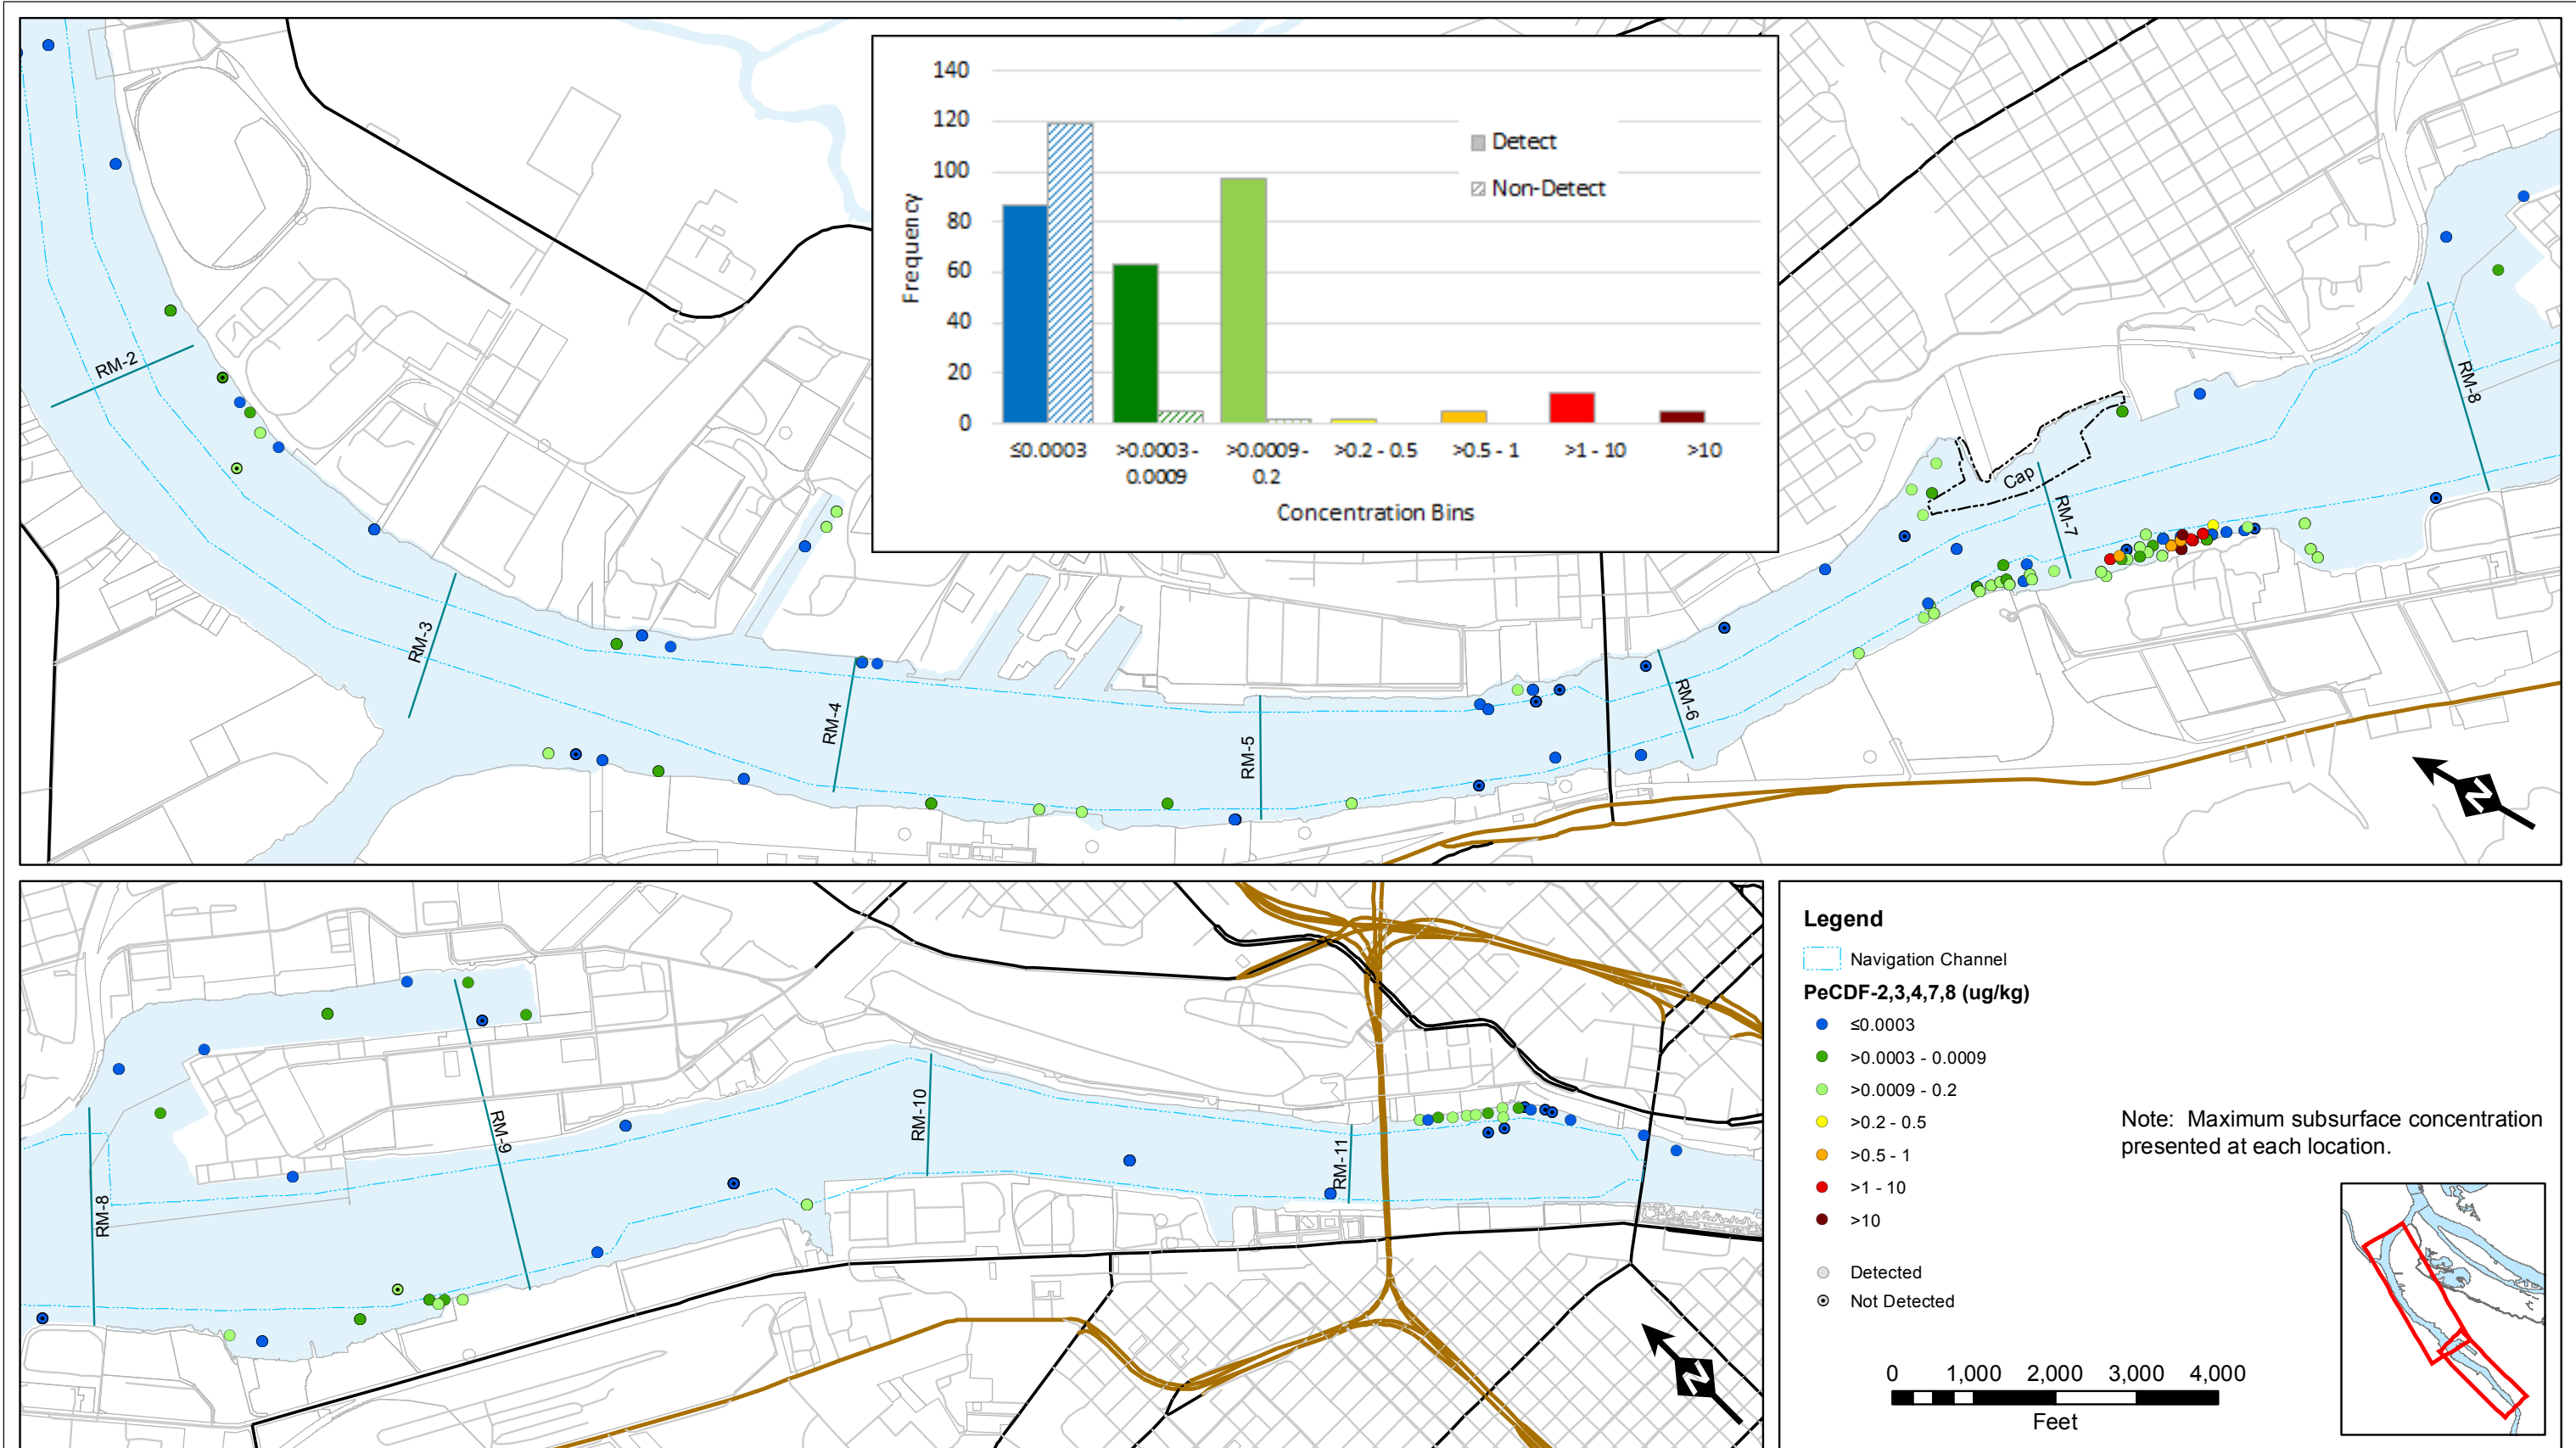 140
120
100
80
60
40
20
0
Frequency
Detect
Non-Detect
≤0.0003
>0.0003-
0.0009
>0.0009-
0.2
>0.2 - 0.5
>0.5 - 1
>1 - 10
>10
Concentration Bins
RM-2
RM-3
RM-4
RM-5
RM-6
Cap
RM-7
RM-8
N
RM-8
RM-9
RM-10
RM-11
N
Legend
Navigation Channel
PeCDF-2,3,4,7,8 (ug/kg)
≤0.0003
>0.0003 - 0.0009
>0.0009 - 0.2
>0.2 - 0.5
>0.5 - 1
>1 - 10
>10
Detected
Not Detected
Note: Maximum subsurface concentration
presented at each location.
0 1,000 2,000 3,000 4,000
Feet